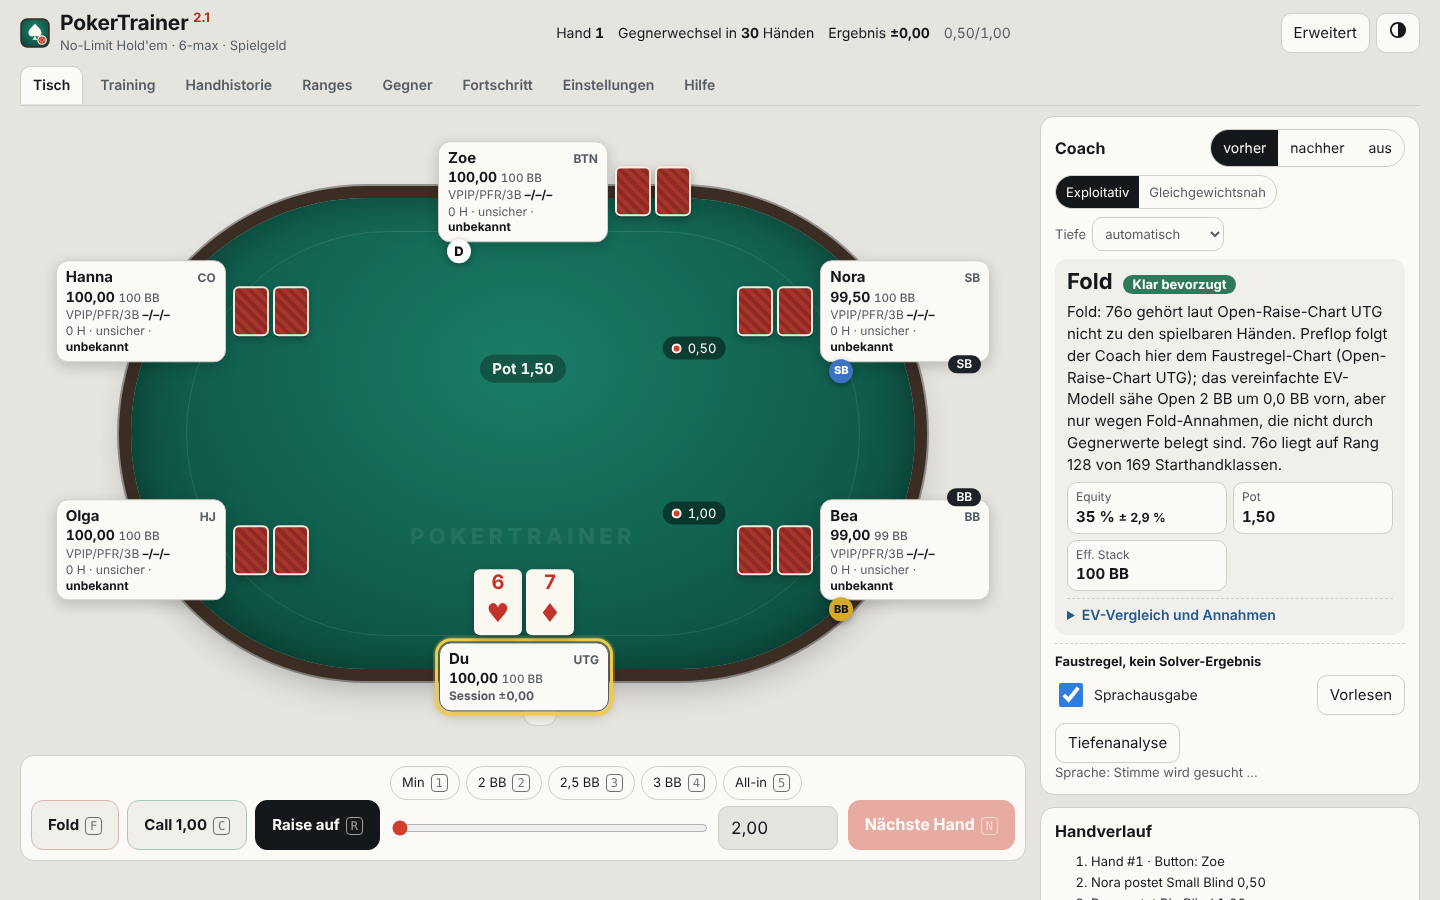 PokerTrainer 2.1
No-Limit Hold'em · 6-max · Spielgeld
Hand 1 Gegnerwechsel in 30 Händen Ergebnis ±0,00 0,50/1,00
Erweitert
Tisch Training Handhistorie Ranges Gegner Fortschritt Einstellungen Hilfe
Zoe BTN
100,00 100 BB
VPIP/PFR/3B –/–/–
0 H · unsicher ·
unbekannt
D
Hanna CO
100,00 100 BB
VPIP/PFR/3B –/–/–
0 H · unsicher ·
unbekannt
Nora SB
99,50 100 BB
VPIP/PFR/3B –/–/–
0 H · unsicher ·
unbekannt
SB
SB
0,50
Pot 1,50
Olga HJ
100,00 100 BB
VPIP/PFR/3B –/–/–
0 H · unsicher ·
unbekannt
1,00
BB
Bea BB
99,00 99 BB
VPIP/PFR/3B –/–/–
0 H · unsicher ·
unbekannt
BB
POKERTRAINER
6 7
Du UTG
100,00 100 BB
Session ±0,00
Min 1 2 BB 2 2,5 BB 3 3 BB 4 All-in 5
Fold F Call 1,00 C Raise auf R 2,00 Nächste Hand N
Coach vorher nachher aus
Exploitativ Gleichgewichtsnah
Tiefe automatisch
Fold Klar bevorzugt
Fold: 76o gehört laut Open-Raise-Chart UTG
nicht zu den spielbaren Händen. Preflop folgt
der Coach hier dem Faustregel-Chart (Open-
Raise-Chart UTG); das vereinfachte EV-
Modell sähe Open 2 BB um 0,0 BB vorn, aber
nur wegen Fold-Annahmen, die nicht durch
Gegnerwerte belegt sind. 76o liegt auf Rang
128 von 169 Starthandklassen.
Equity
35 % ± 2,9 %
Pot
1,50
Eff. Stack
100 BB
EV-Vergleich und Annahmen
Faustregel, kein Solver-Ergebnis
Sprachausgabe Vorlesen
Tiefenanalyse
Sprache: Stimme wird gesucht …
Handverlauf
1. Hand #1 · Button: Zoe
2. Nora postet Small Blind 0,50